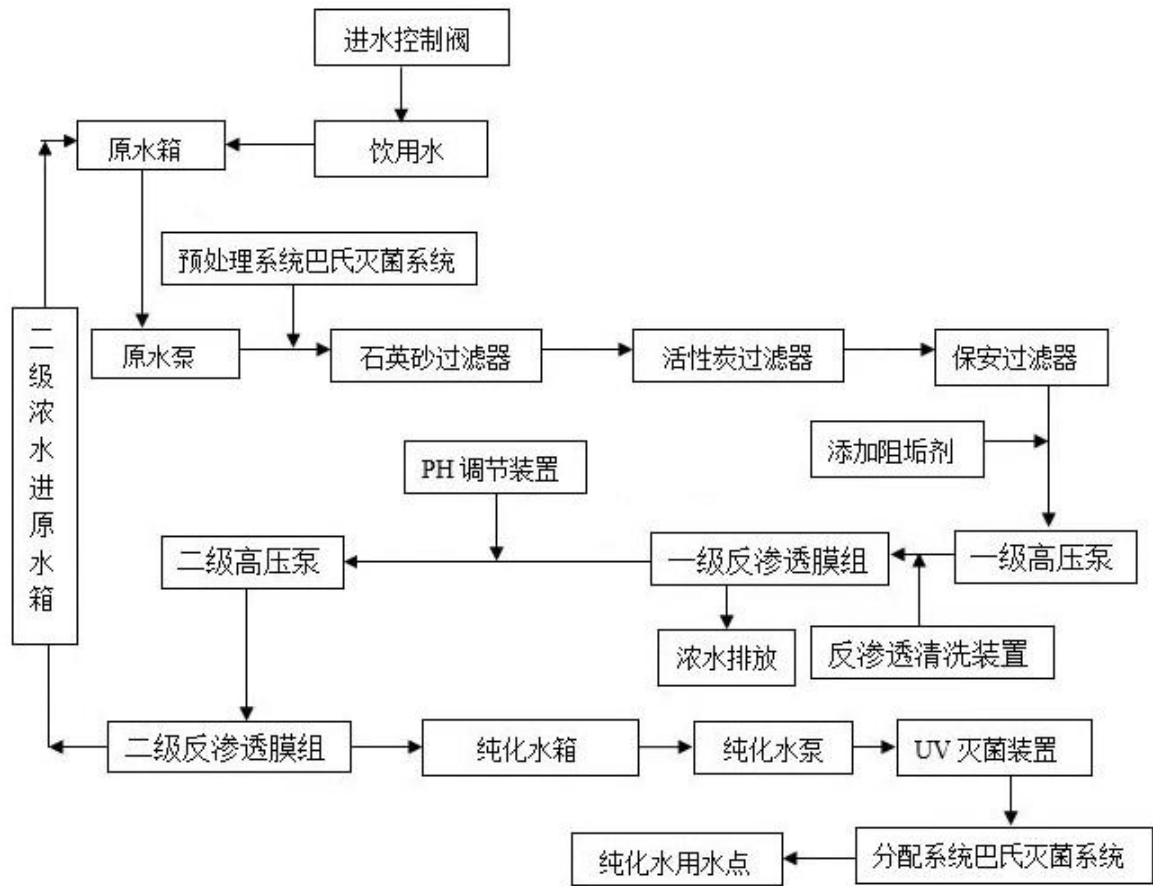 进水控制阀
原水箱
饮用水
预处理系统巴氏灭菌系统
原水泵
石英砂过滤器
活性炭过滤器
保安过滤器
二级浓水进原水箱
添加阻垢剂
PH 调节装置
二级高压泵
一级反渗透膜组
一级高压泵
浓水排放
反渗透清洗装置
二级反渗透膜组
纯化水箱
纯化水泵
UV 灭菌装置
纯化水用水点
分配系统巴氏灭菌系统